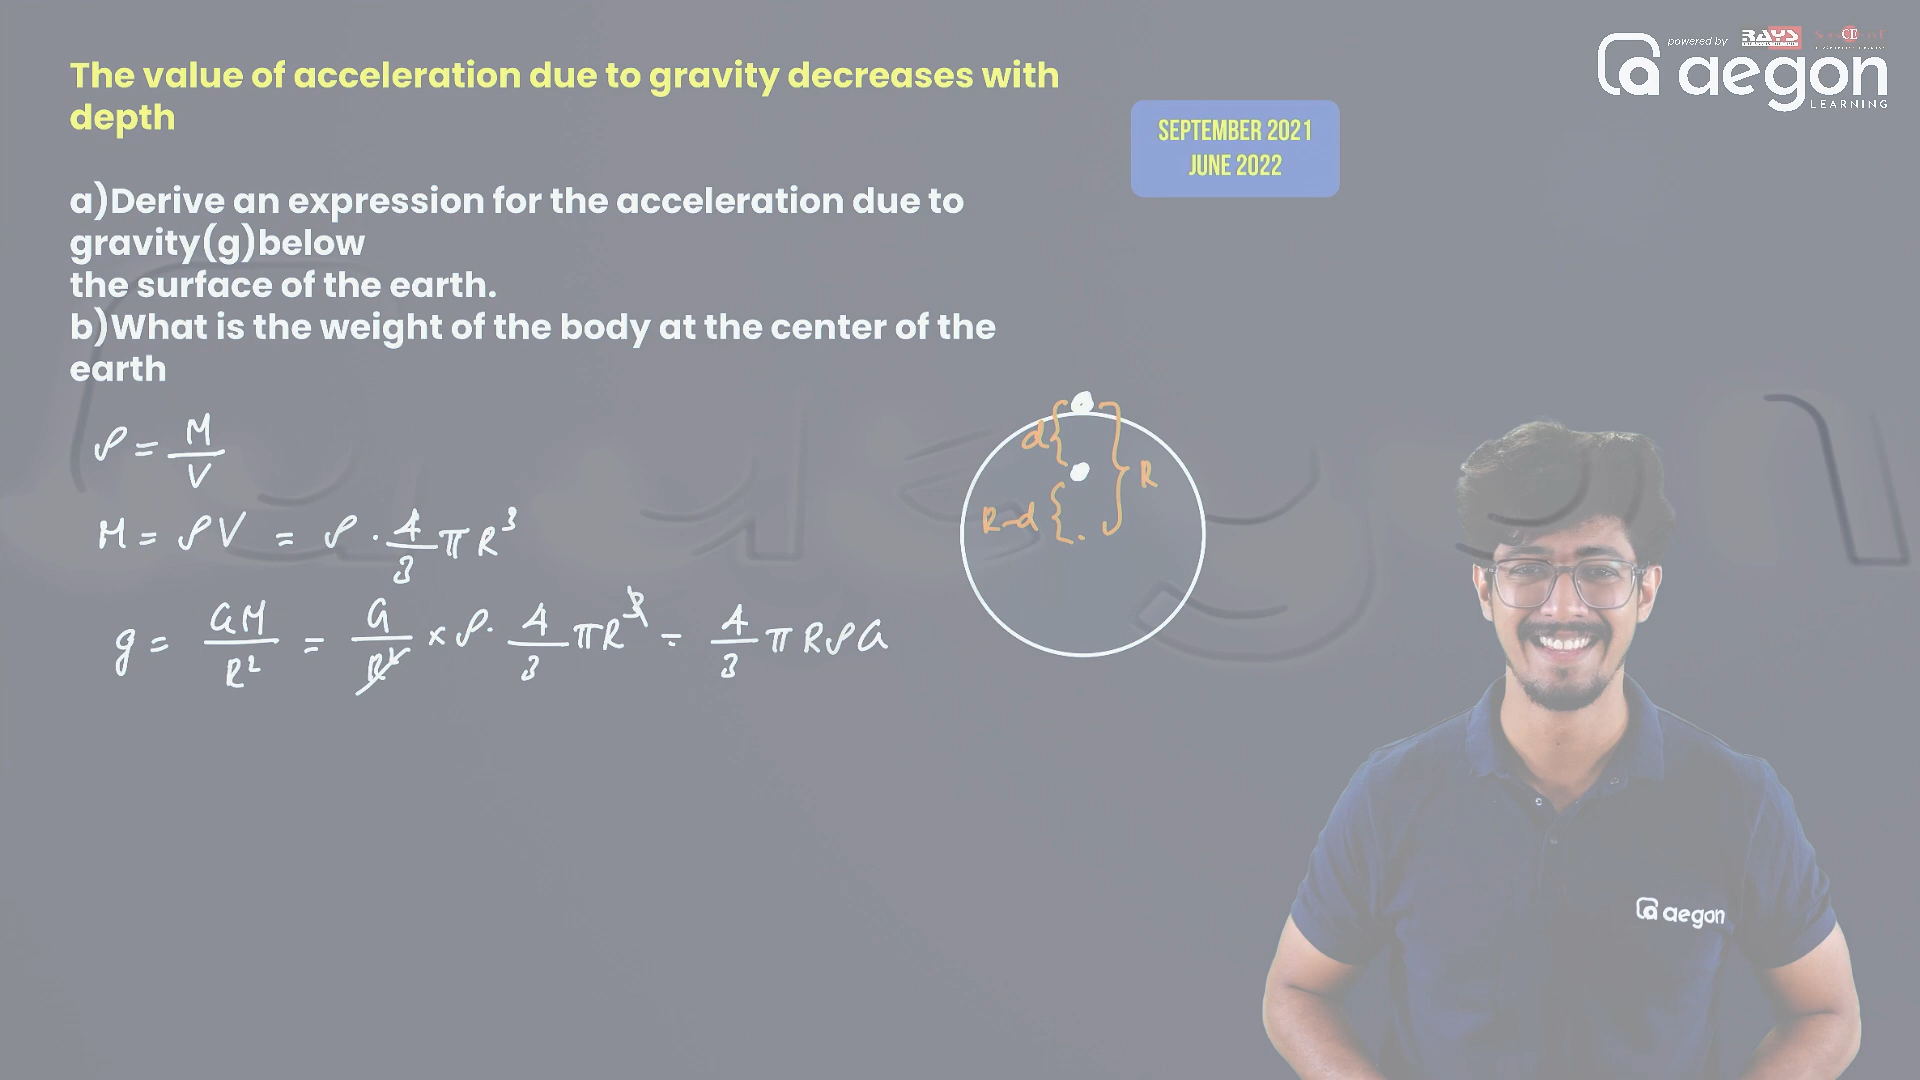 The value of acceleration due to gravity decreases with
depth
SEPTEMBER 2021
JUNE 2022
powered by RAYS
aegon
LEARNING
a)Derive an expression for the acceleration due to
gravity(g)below
the surface of the earth.
b)What is the weight of the body at the center of the
earth
ρ = M/V
M = ρV = ρ · 4/3 π R³
g = GM/R² = G/R² × ρ · 4/3 πR³ = 4/3 π R ρ G
d
R
R-d
aegon